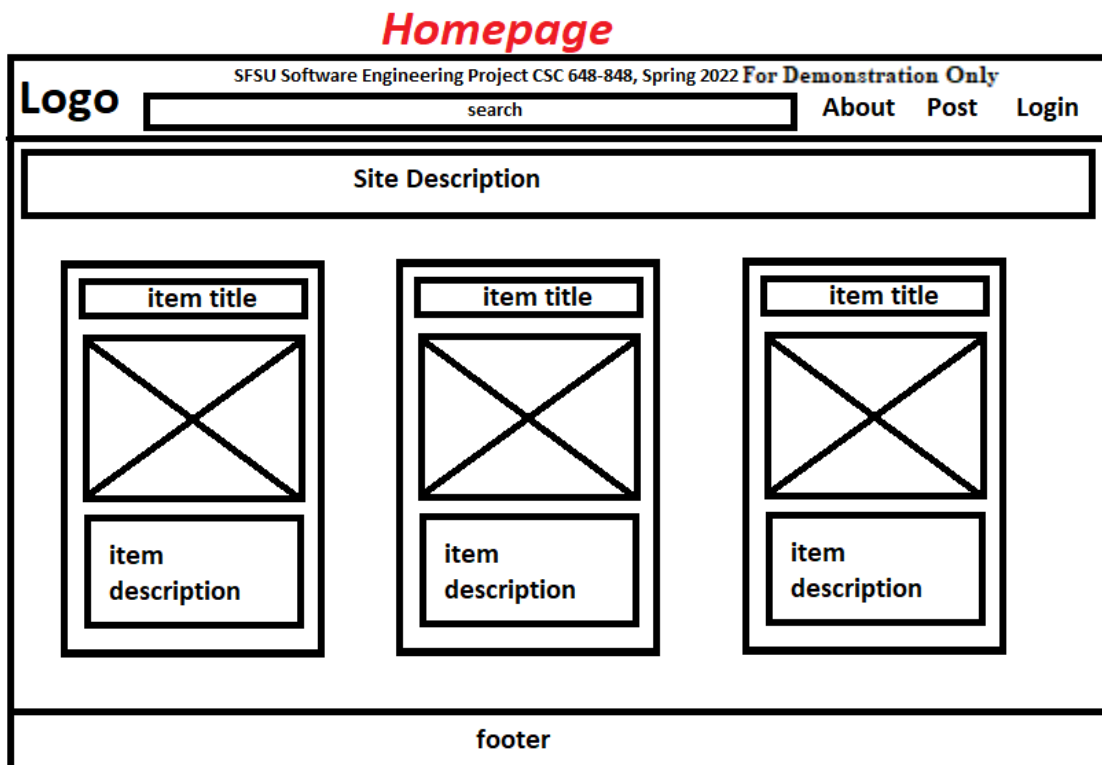 Homepage
SFSU Software Engineering Project CSC 648-848, Spring 2022 For Demonstration Only
Logo
search
About Post Login
Site Description
item title
item title
item title
item
description
item
description
item
description
footer